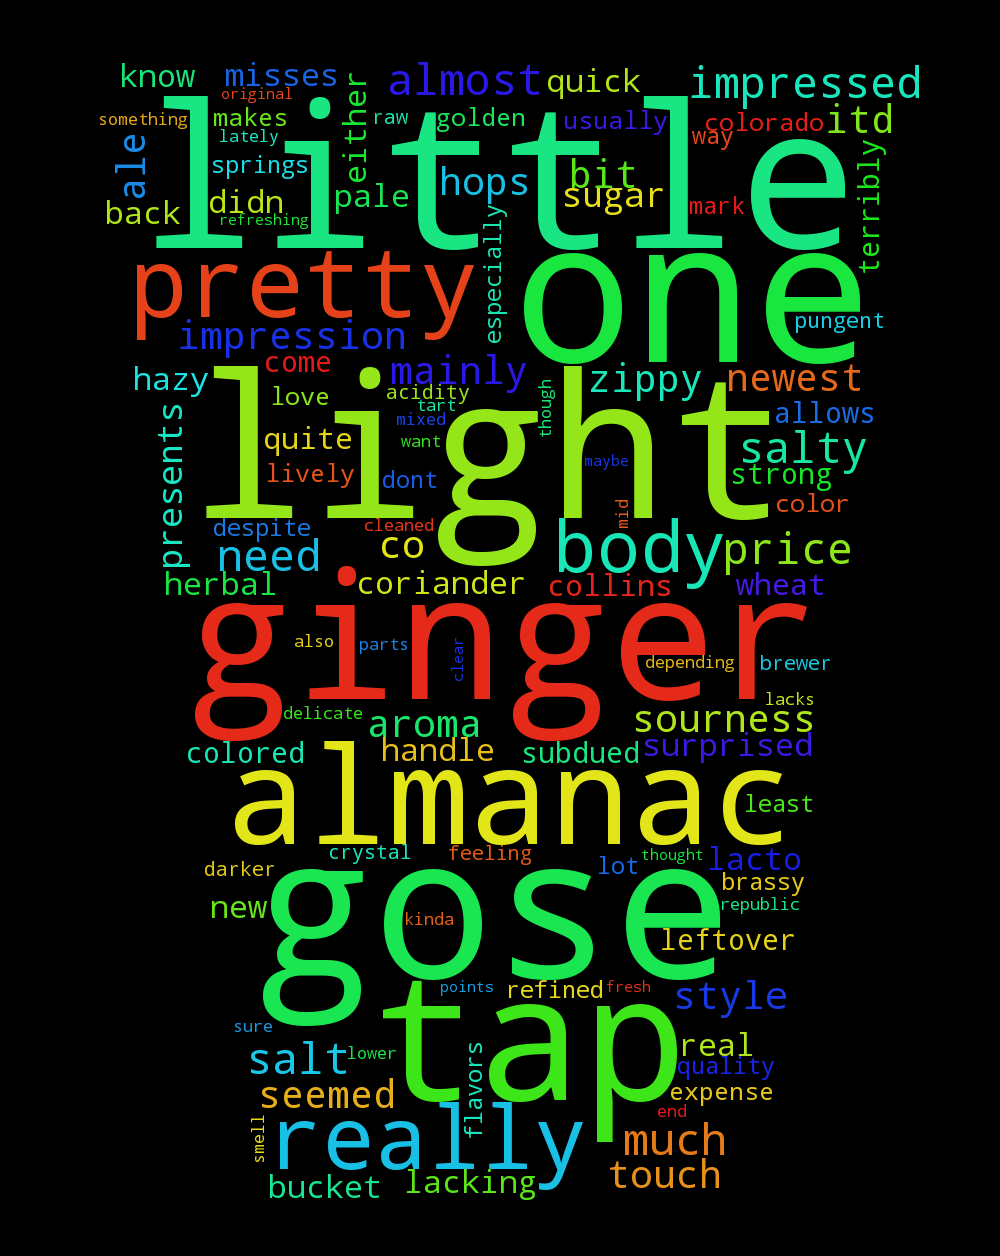 know misses almost quick impressed
original
something makes either raw golden usually colorado itd
lately way
ale springs hops bit terribly
little
back didn pale sugar mark
refreshing
especially
pretty one
pungent
impression
come mainly
hazy love acidity zippy newest
tart though
mixed allows
light
presents quite want salty
lively dont maybe strong
color
despite cleaned mid
need co body price
herbal coriander collins wheat
ginger
also parts clear depending brewer
lacks
delicate aroma sourness
colored handle subdued surprised
almanac
least
crystal feeling lot thought lacto
darker brassy
gose
new kinda republic
leftover
points refined fresh style
tap
sure
salt lower flavors real
quality
seemed expense
end
smell really much
touch
bucket lacking